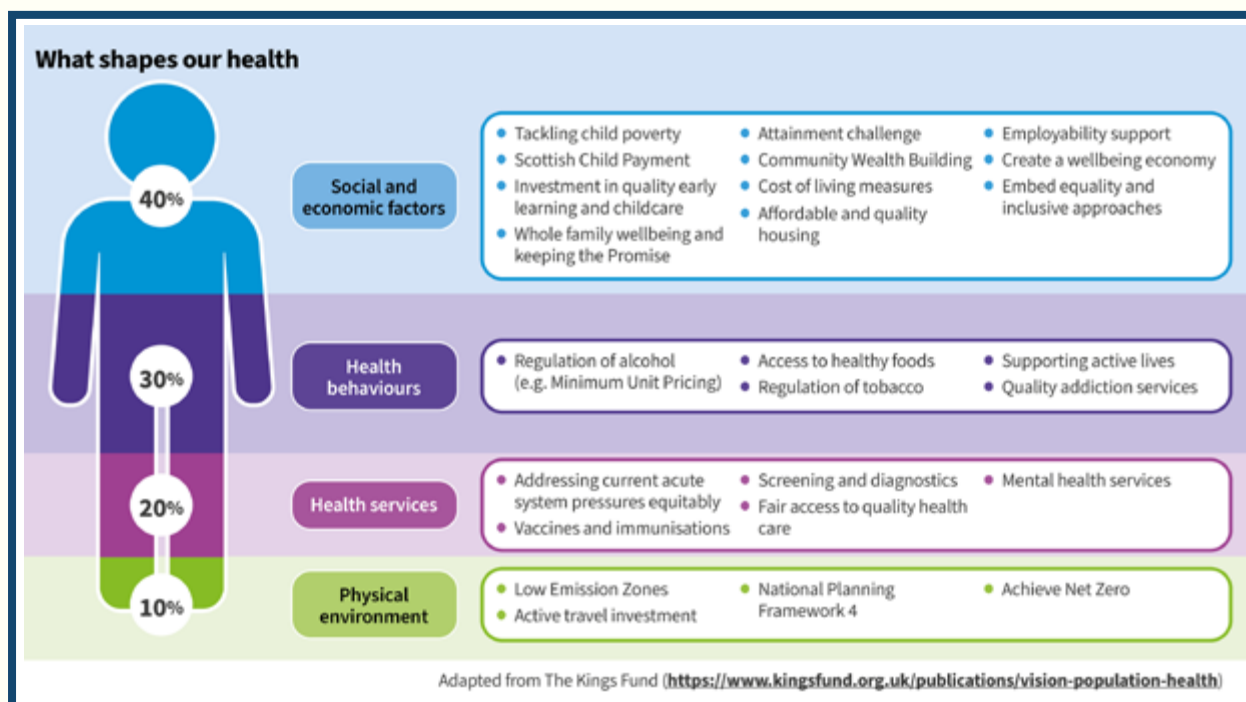 What shapes our health
40%
Social and
economic factors
Tackling child poverty
Scottish Child Payment
Investment in quality early
learning and childcare
Whole family wellbeing and
keeping the Promise
Attainment challenge
Community Wealth Building
Cost of living measures
Affordable and quality
housing
Employability support
Create a wellbeing economy
Embed equality and
inclusive approaches
30%
Health
behaviours
Regulation of alcohol
(e.g. Minimum Unit Pricing)
Access to healthy foods
Regulation of tobacco
Supporting active lives
Quality addiction services
20%
Health services
Addressing current acute
system pressures equitably
Vaccines and immunisations
Screening and diagnostics
Fair access to quality health
care
Mental health services
10%
Physical
environment
Low Emission Zones
Active travel investment
National Planning
Framework 4
Achieve Net Zero
Adapted from The Kings Fund (https://www.kingsfund.org.uk/publications/vision-population-health)